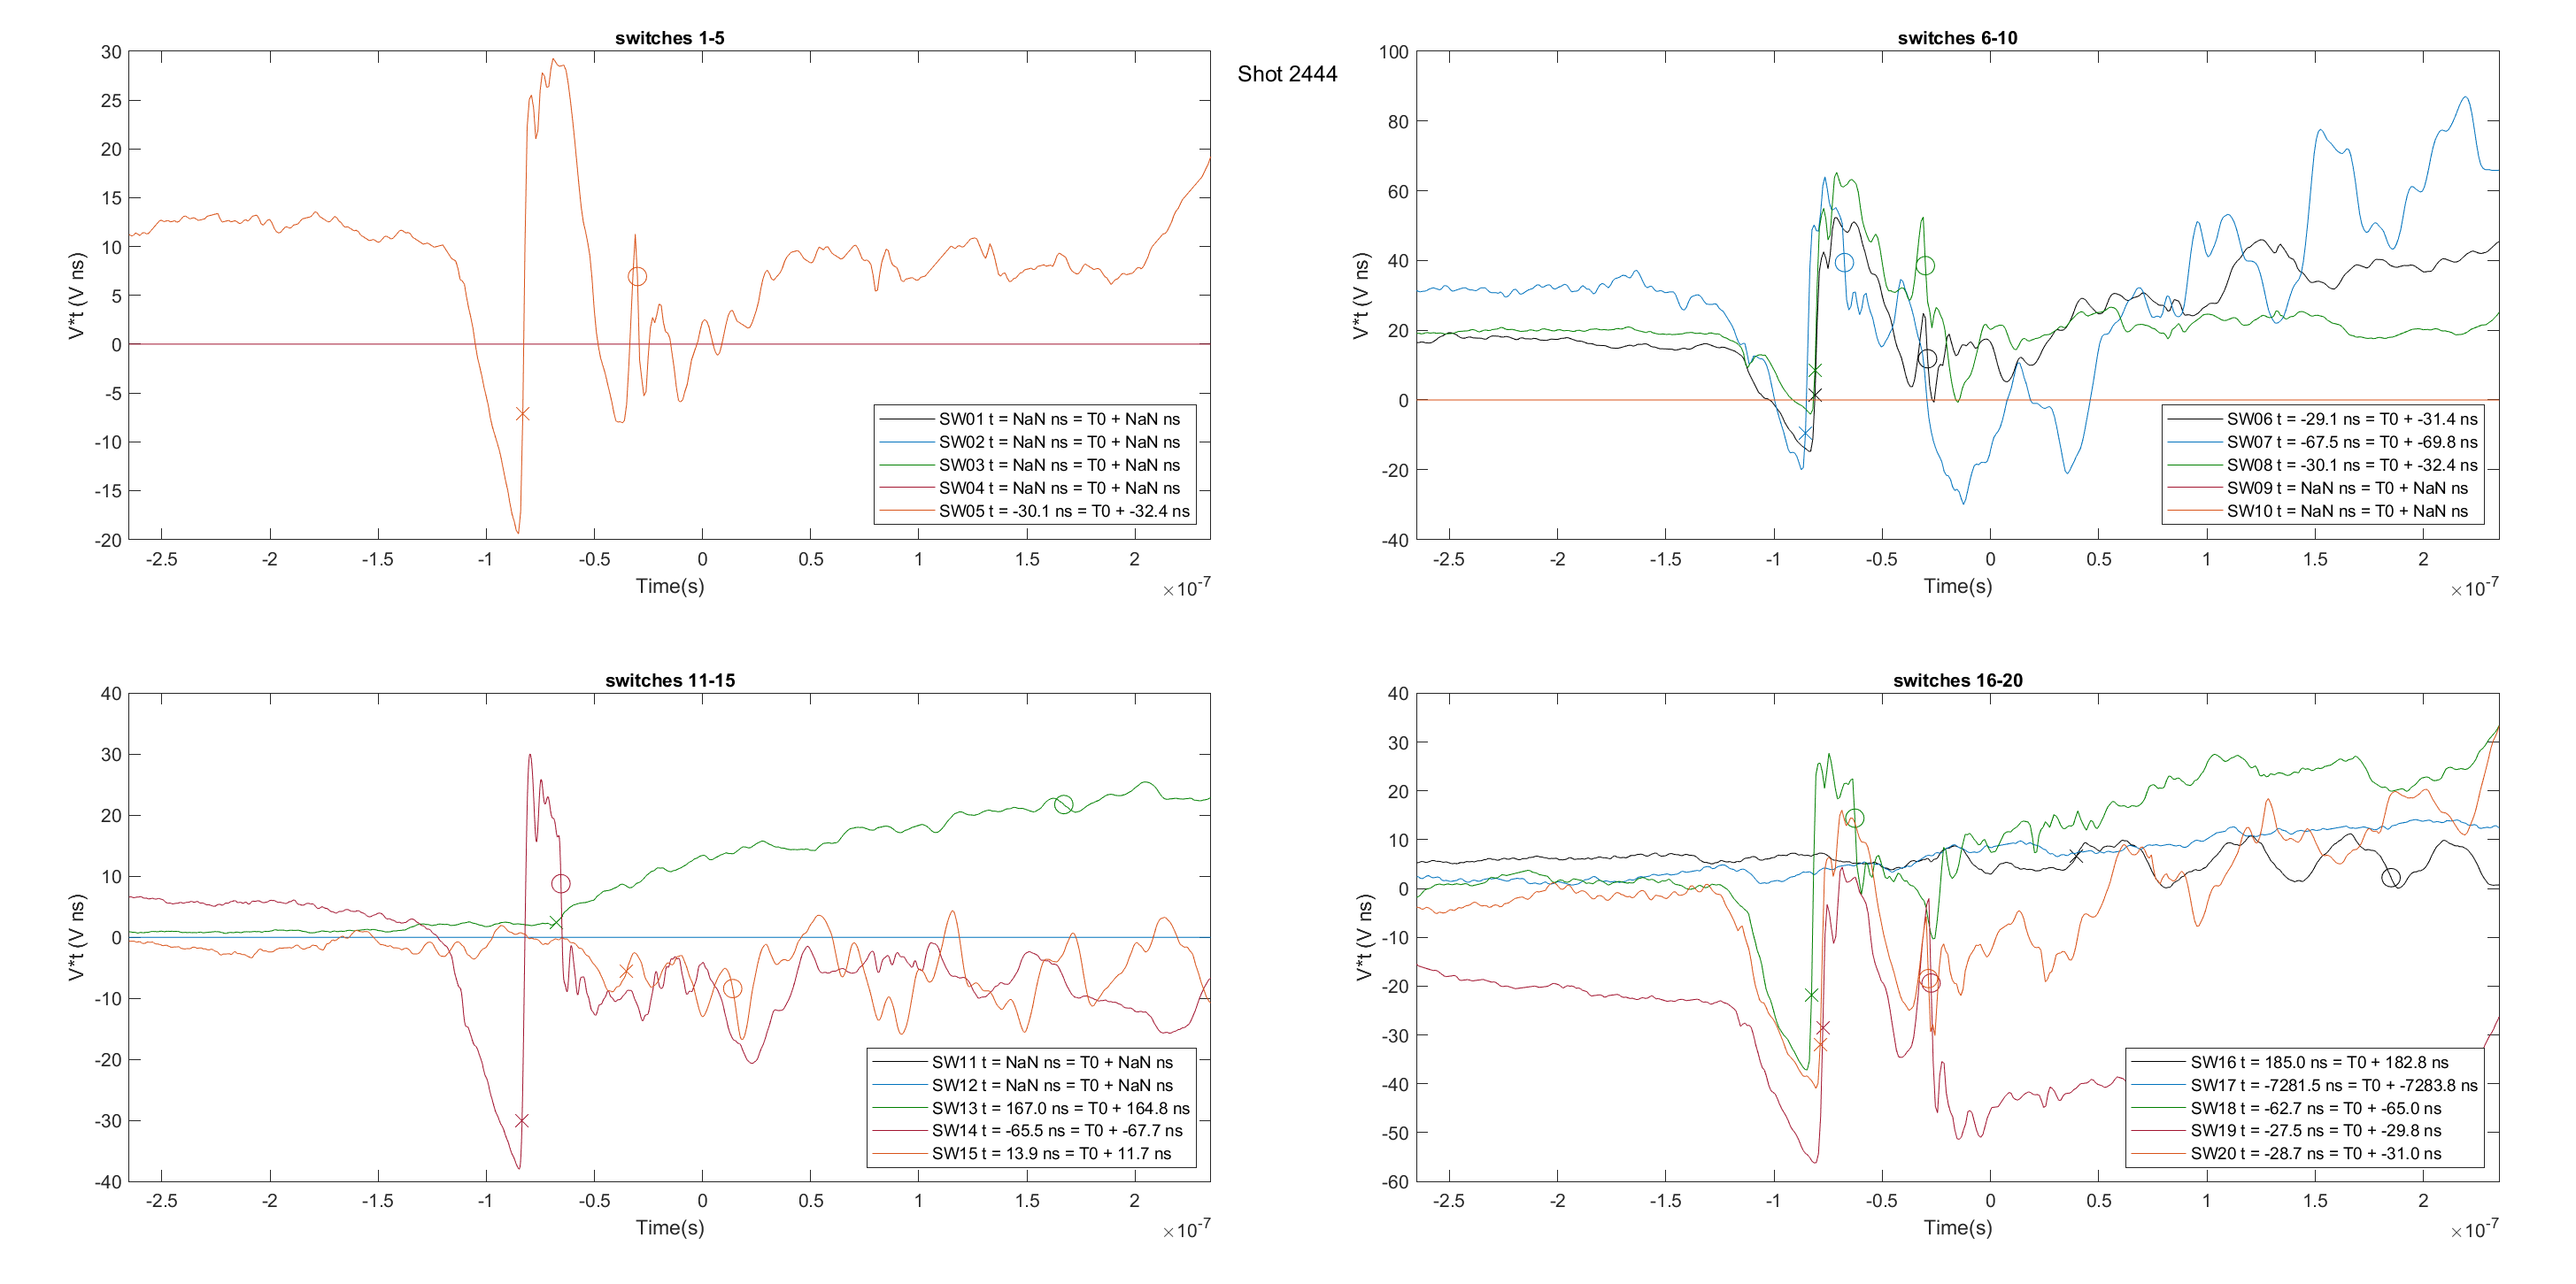 Shot 2444
switches 1-5
30
25
20
15
10
5
0
-5
-10
-15
-20
V*t (V ns)
-2.5 -2 -1.5 -1 -0.5 0 0.5 1 1.5 2
Time(s)
×10-7
SW01 t = NaN ns = T0 + NaN ns
SW02 t = NaN ns = T0 + NaN ns
SW03 t = NaN ns = T0 + NaN ns
SW04 t = NaN ns = T0 + NaN ns
SW05 t = -30.1 ns = T0 + -32.4 ns
switches 6-10
100
80
60
40
20
0
-20
-40
V*t (V ns)
-2.5 -2 -1.5 -1 -0.5 0 0.5 1 1.5 2
Time(s)
×10-7
SW06 t = -29.1 ns = T0 + -31.4 ns
SW07 t = -67.5 ns = T0 + -69.8 ns
SW08 t = -30.1 ns = T0 + -32.4 ns
SW09 t = NaN ns = T0 + NaN ns
SW10 t = NaN ns = T0 + NaN ns
switches 11-15
40
30
20
10
0
-10
-20
-30
-40
V*t (V ns)
-2.5 -2 -1.5 -1 -0.5 0 0.5 1 1.5 2
Time(s)
×10-7
SW11 t = NaN ns = T0 + NaN ns
SW12 t = NaN ns = T0 + NaN ns
SW13 t = 167.0 ns = T0 + 164.8 ns
SW14 t = -65.5 ns = T0 + -67.7 ns
SW15 t = 13.9 ns = T0 + 11.7 ns
switches 16-20
40
30
20
10
0
-10
-20
-30
-40
-50
-60
V*t (V ns)
-2.5 -2 -1.5 -1 -0.5 0 0.5 1 1.5 2
Time(s)
×10-7
SW16 t = 185.0 ns = T0 + 182.8 ns
SW17 t = -7281.5 ns = T0 + -7283.8 ns
SW18 t = -62.7 ns = T0 + -65.0 ns
SW19 t = -27.5 ns = T0 + -29.8 ns
SW20 t = -28.7 ns = T0 + -31.0 ns